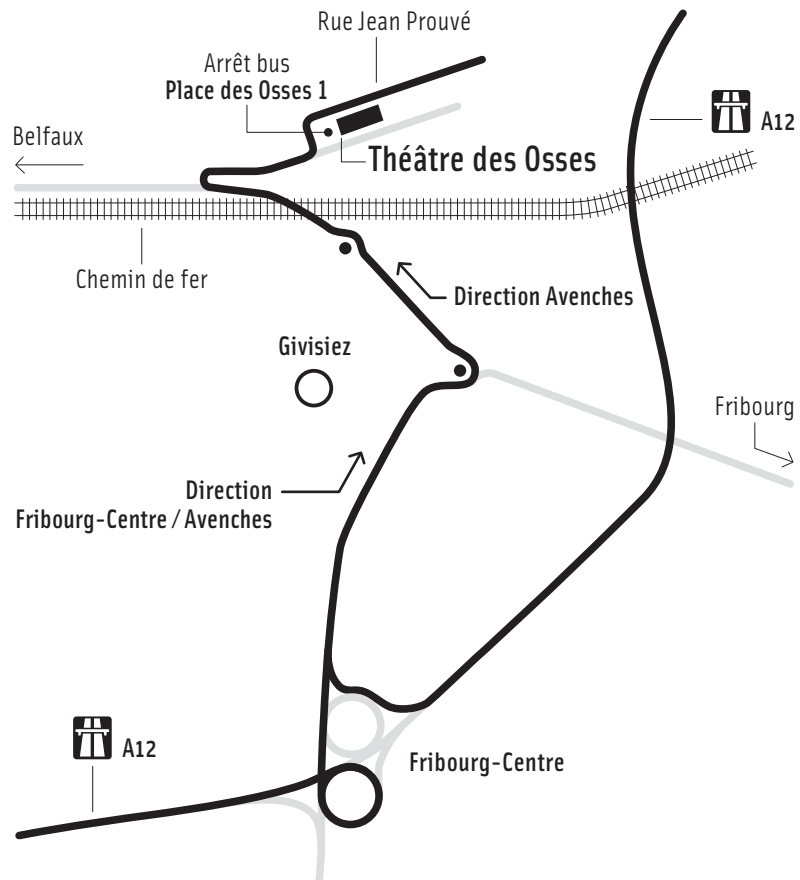 Rue Jean Prouvé
Arrêt bus
Place des Osses 1
A12
Belfaux
Théâtre des Osses
Chemin de fer
Direction Avenches
Givisiez
Fribourg
Direction
Fribourg-Centre / Avenches
A12
Fribourg-Centre